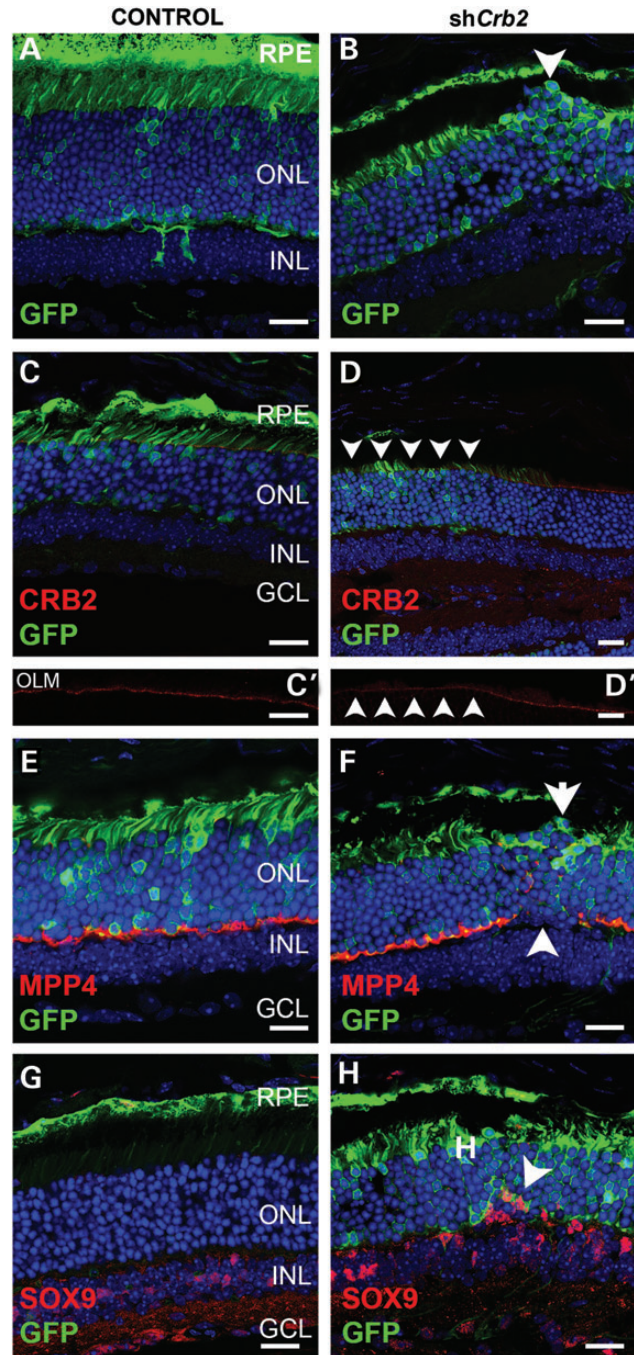 CONTROL
shCrb2
A
RPE
ONL
INL
GFP
B
GFP
C
RPE
ONL
INL
GCL
CRB2
GFP
D
CRB2
GFP
OLM
C′
D′
E
ONL
INL
GCL
MPP4
GFP
F
MPP4
GFP
G
RPE
ONL
INL
GCL
SOX9
GFP
H
H
SOX9
GFP